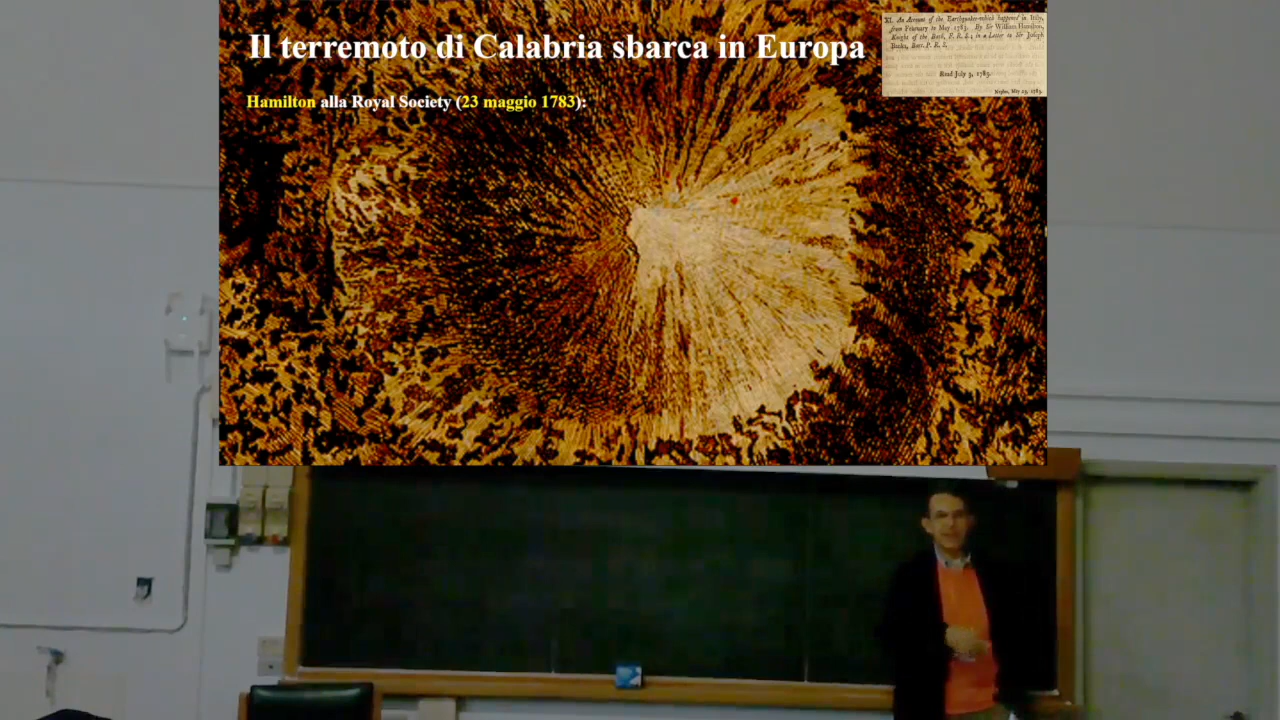 Il terremoto di Calabria sbarca in Europa
Hamilton alla Royal Society (23 maggio 1783):
XI. An Account of the Earthquakes which happened in Italy,
from February to May 1783. By Sir William Hamilton,
Knight of the Bath, F. R. S.; in a Letter to Sir Joseph
Banks, Bart. P. R. S.
Read July 3, 1783.
Naples, May 23, 1783.